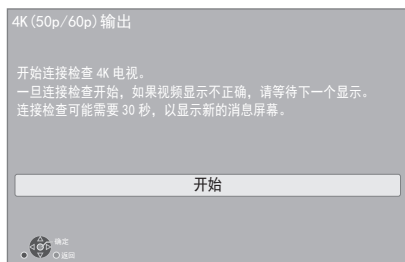 4K(50p/60p)输出
开始连接检查 4K 电视。
一旦连接检查开始，如果视频显示不正确，请等待下一个显示。
连接检查可能需要 30 秒，以显示新的消息屏幕。
开始
确定
返回